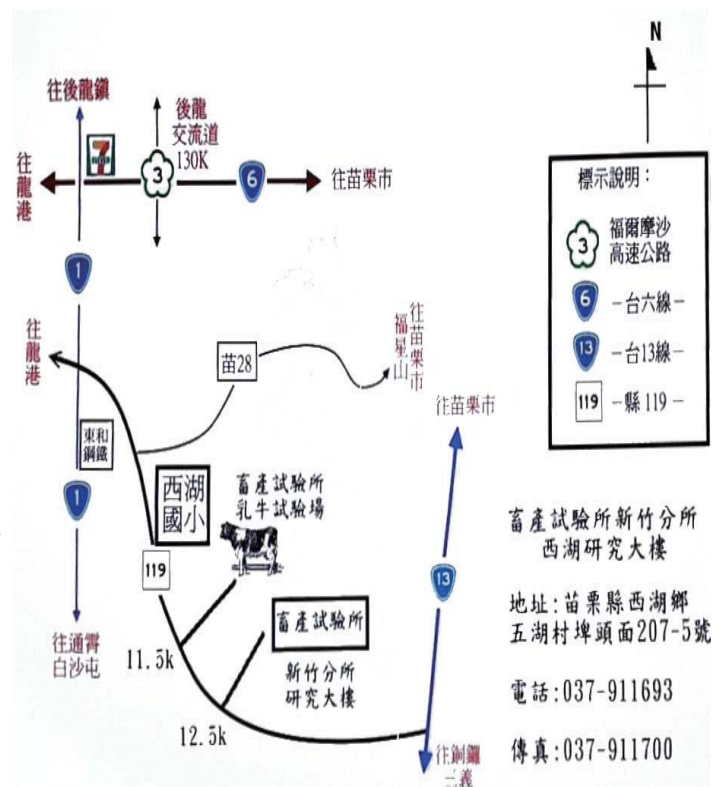 N
往後龍鎮
後龍
交流道
130K
7
ELEVEN
3
6
往龍港
往苗栗市
1
往龍港
苗28
往苗栗市
福星山
往苗栗市
東和
鋼鐵
1
西湖
國小
畜產試驗所
乳牛試驗場
119
13
畜產試驗所
新竹分所
研究大樓
往通霄
白沙屯
11.5k
12.5k
往銅鑼
三義
標示說明：
3
福爾摩沙
高速公路
6
－台六線－
13
－台13線－
119
－縣 119－
畜產試驗所新竹分所
西湖研究大樓
地址:苗栗縣西湖鄉
五湖村埤頭面207-5號
電話:037-911693
傳真:037-911700